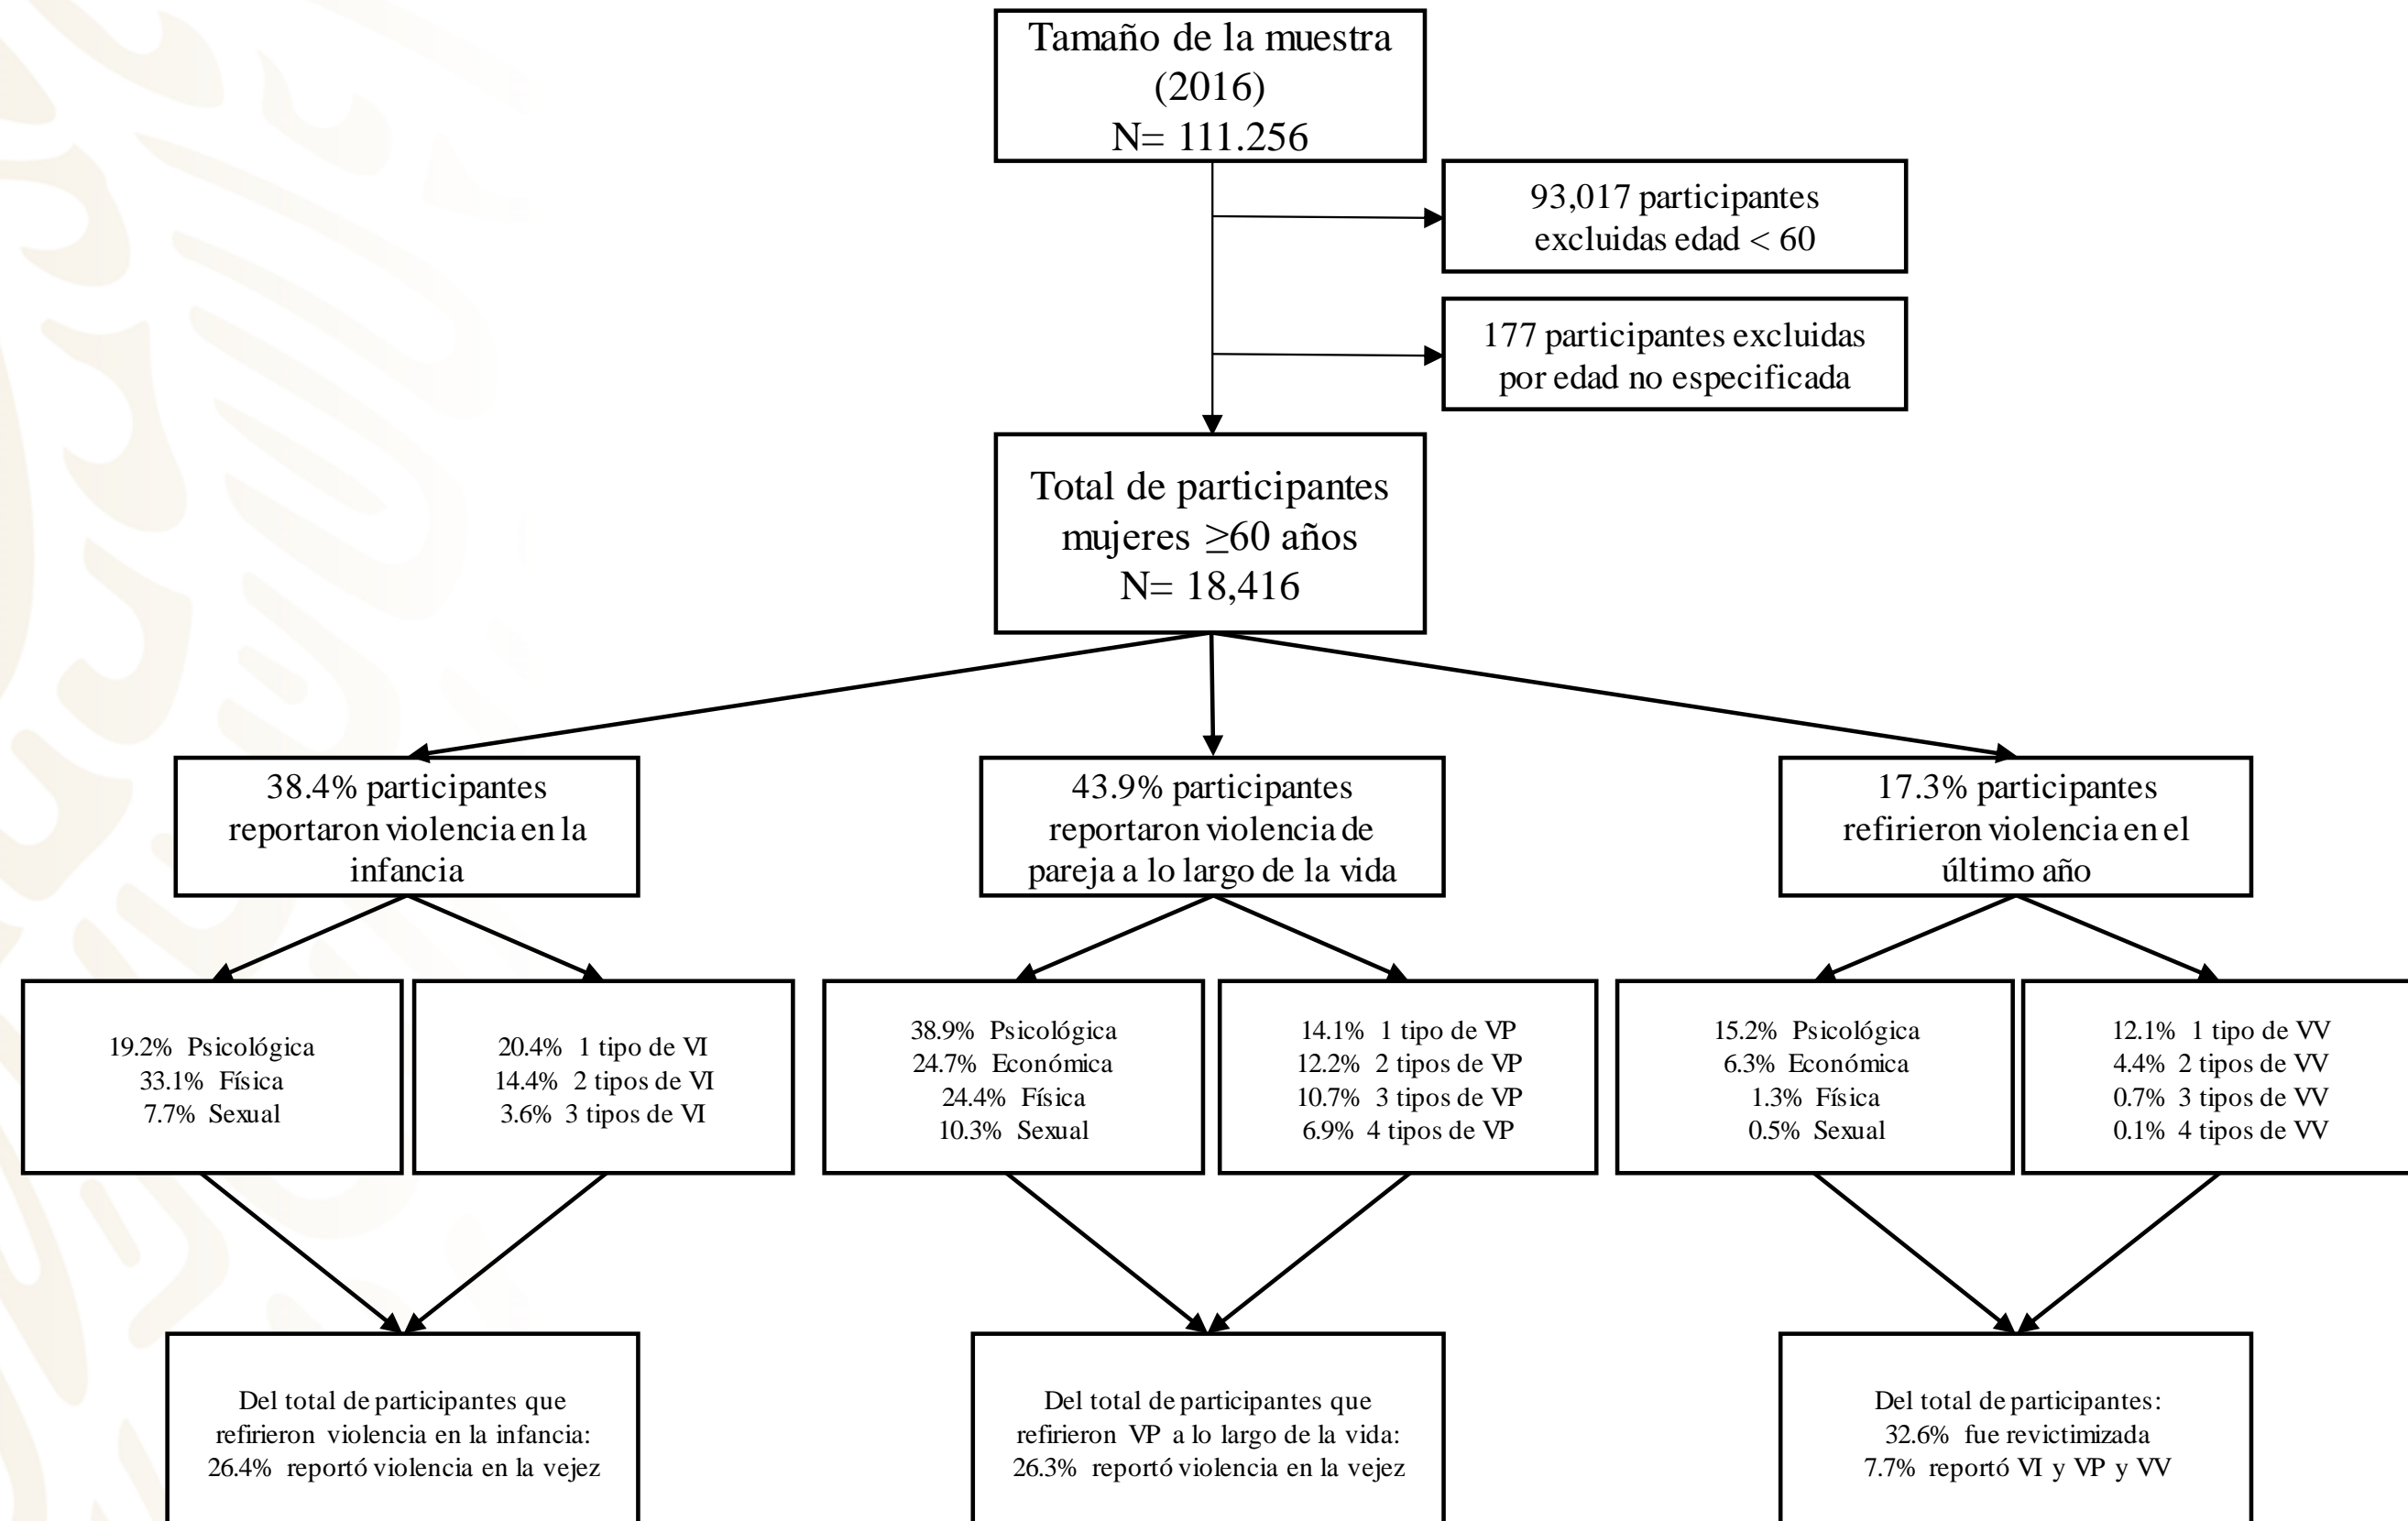 Tamaño de la muestra
(2016)
N= 111.256
93,017 participantes
excluidas edad < 60
177 participantes excluidas
por edad no especificada
Total de participantes
mujeres ≥60 años
N= 18,416
38.4% participantes
reportaron violencia en la
infancia
43.9% participantes
reportaron violencia de
pareja a lo largo de la vida
17.3% participantes
refirieron violencia en el
último año
19.2% Psicológica
33.1% Física
7.7% Sexual
20.4% 1 tipo de VI
14.4% 2 tipos de VI
3.6% 3 tipos de VI
38.9% Psicológica
24.7% Económica
24.4% Física
10.3% Sexual
14.1% 1 tipo de VP
12.2% 2 tipos de VP
10.7% 3 tipos de VP
6.9% 4 tipos de VP
15.2% Psicológica
6.3% Económica
1.3% Física
0.5% Sexual
12.1% 1 tipo de VV
4.4% 2 tipos de VV
0.7% 3 tipos de VV
0.1% 4 tipos de VV
Del total de participantes que
refirieron violencia en la infancia:
26.4% reportó violencia en la vejez
Del total de participantes que
refirieron VP a lo largo de la vida:
26.3% reportó violencia en la vejez
Del total de participantes:
32.6% fue revictimizada
7.7% reportó VI y VP y VV